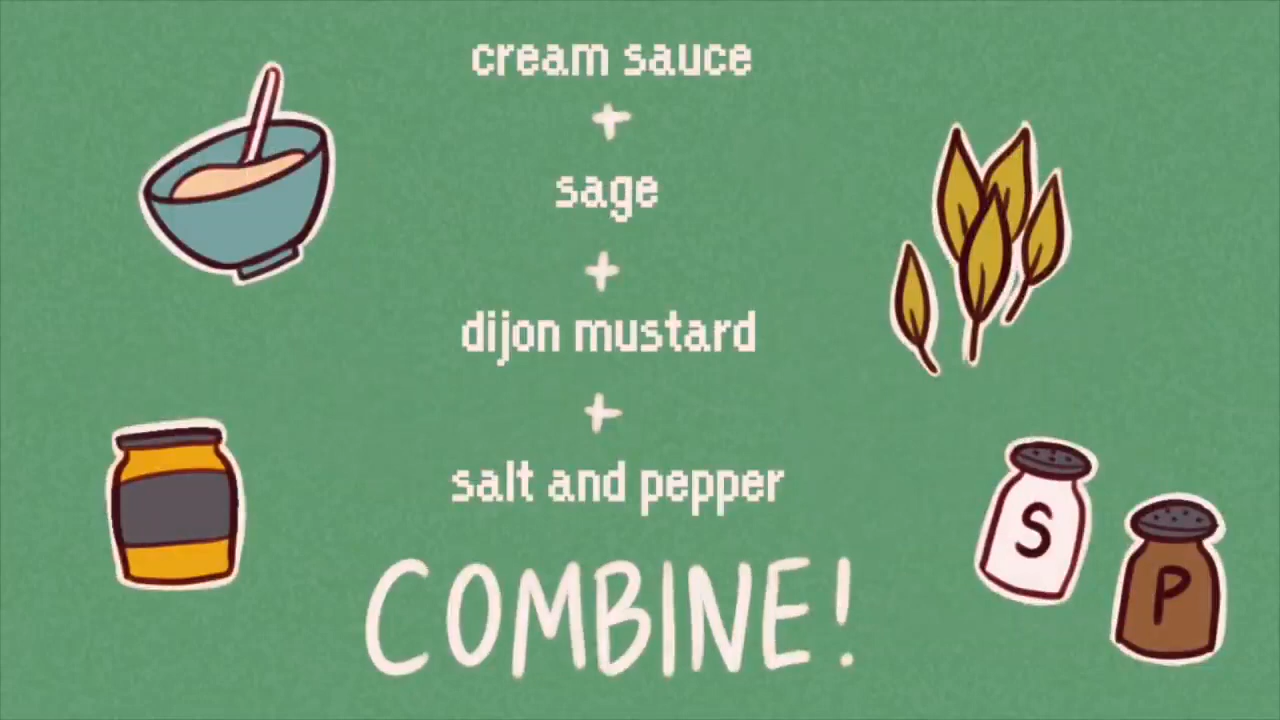 cream sauce
+
sage
+
dijon mustard
+
salt and pepper
COMBINE!
S
P